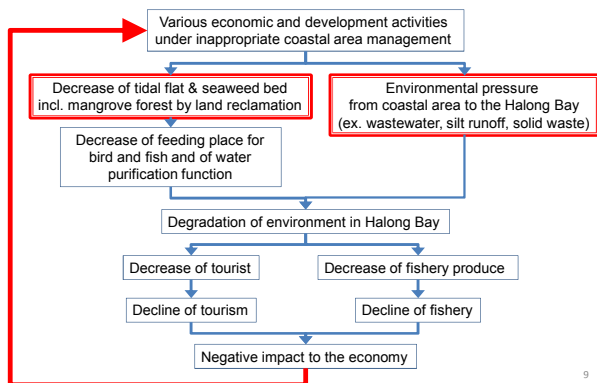 Various economic and development activities
under inappropriate coastal area management
Decrease of tidal flat & seaweed bed
incl. mangrove forest by land reclamation
Environmental pressure
from coastal area to the Halong Bay
(ex. wastewater, silt runoff, solid waste)
Decrease of feeding place for
bird and fish and of water
purification function
Degradation of environment in Halong Bay
Decrease of tourist
Decrease of fishery produce
Decline of tourism
Decline of fishery
Negative impact to the economy
9